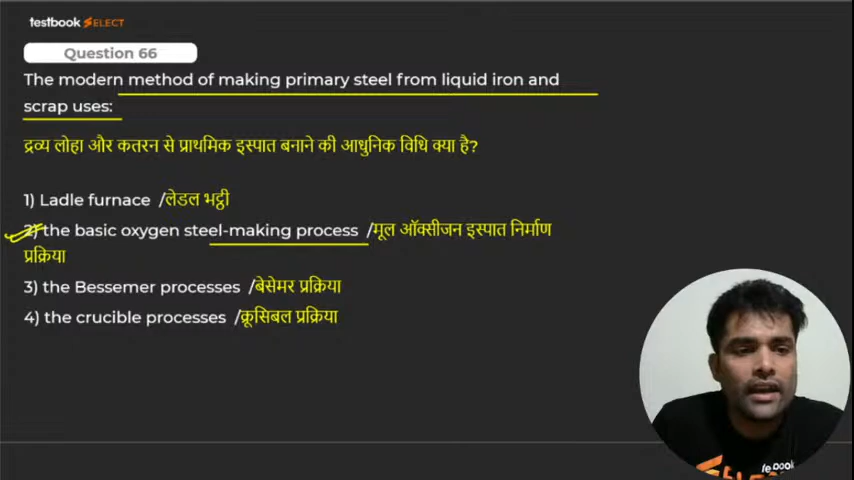 testbook SELECT
Question 66
The modern method of making primary steel from liquid iron and
scrap uses:
द्रव्य लोहा और कतरन से प्राथमिक इस्पात बनाने की आधुनिक विधि क्या है?
1) Ladle furnace /लेडल भट्ठी
2) the basic oxygen steel-making process /मूल ऑक्सीजन इस्पात निर्माण
प्रक्रिया
3) the Bessemer processes /बेसेमर प्रक्रिया
4) the crucible processes /क्रूसिबल प्रक्रिया